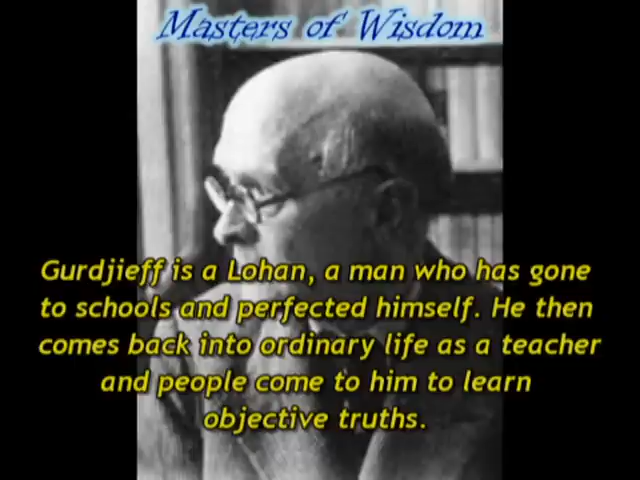 Masters of Wisdom
Gurdjieff is a Lohan, a man who has gone
to schools and perfected himself. He then
comes back into ordinary life as a teacher
and people come to him to learn
objective truths.